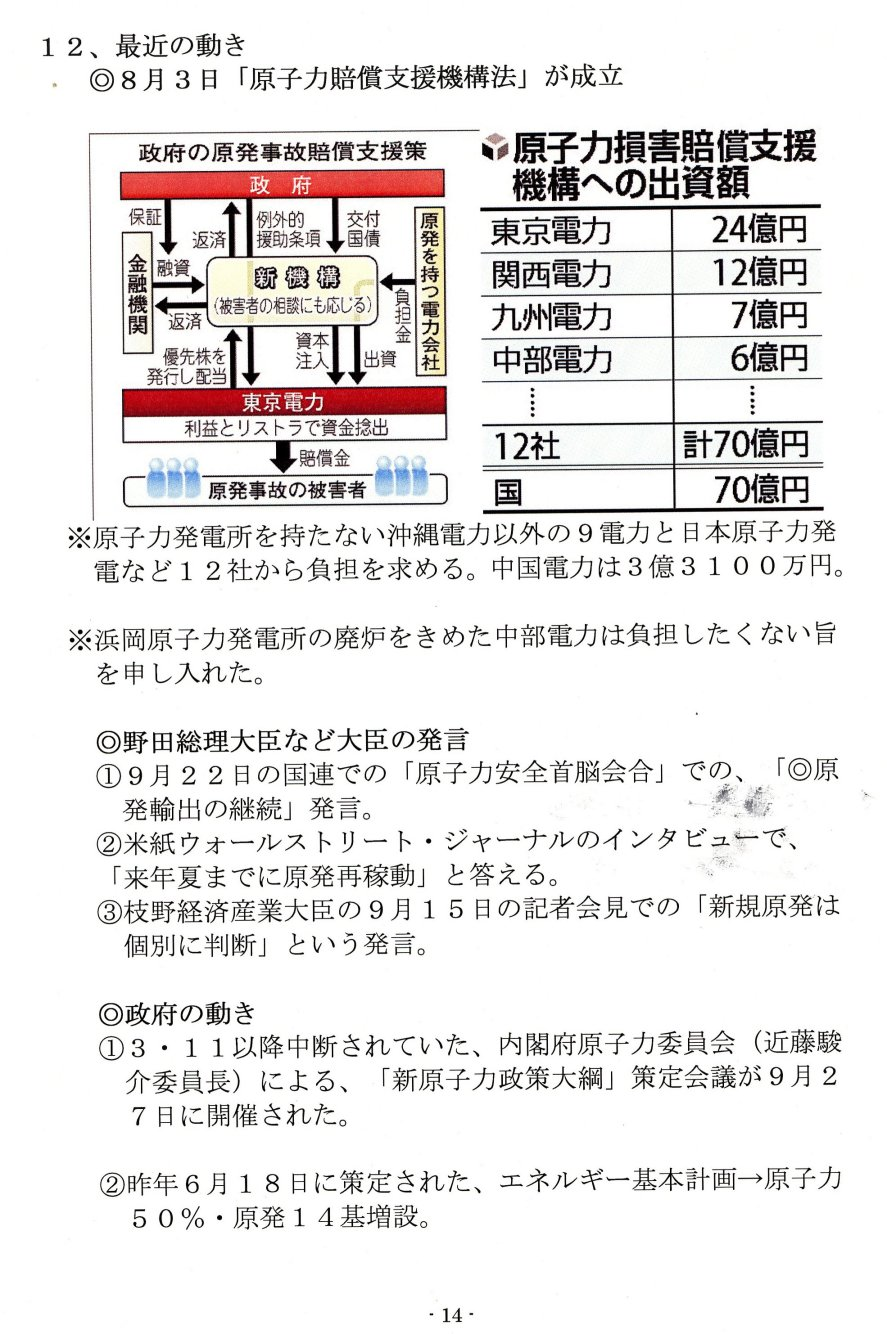 １２、最近の動き
◎８月３日「原子力賠償支援機構法」が成立
政府の原発事故賠償支援策
政　府
保証
返済
例外的
援助条項
交付
国債
金融機関
融資
返済
新機構
（被害者の相談にも応じる）
負担金
原発を持つ電力会社
優先株を
発行し配当
資本
注入
出資
東京電力
利益とリストラで資金捻出
賠償金
原発事故の被害者
原子力損害賠償支援
機構への出資額
東京電力 24億円
関西電力 12億円
九州電力 7億円
中部電力 6億円
⋮ ⋮
12社 計70億円
国 70億円
※原子力発電所を持たない沖縄電力以外の９電力と日本原子力発
電など１２社から負担を求める。中国電力は３億３１００万円。
※浜岡原子力発電所の廃炉をきめた中部電力は負担したくない旨
を申し入れた。
◎野田総理大臣など大臣の発言
①９月２２日の国連での「原子力安全首脳会合」での、「◎原
発輸出の継続」発言。
②米紙ウォールストリート・ジャーナルのインタビューで、
「来年夏までに原発再稼動」と答える。
③枝野経済産業大臣の９月１５日の記者会見での「新規原発は
個別に判断」という発言。
◎政府の動き
①３・１１以降中断されていた、内閣府原子力委員会（近藤駿
介委員長）による、「新原子力政策大綱」策定会議が９月２
７日に開催された。
②昨年６月１８日に策定された、エネルギー基本計画→原子力
５０％・原発１４基増設。
- 14 -